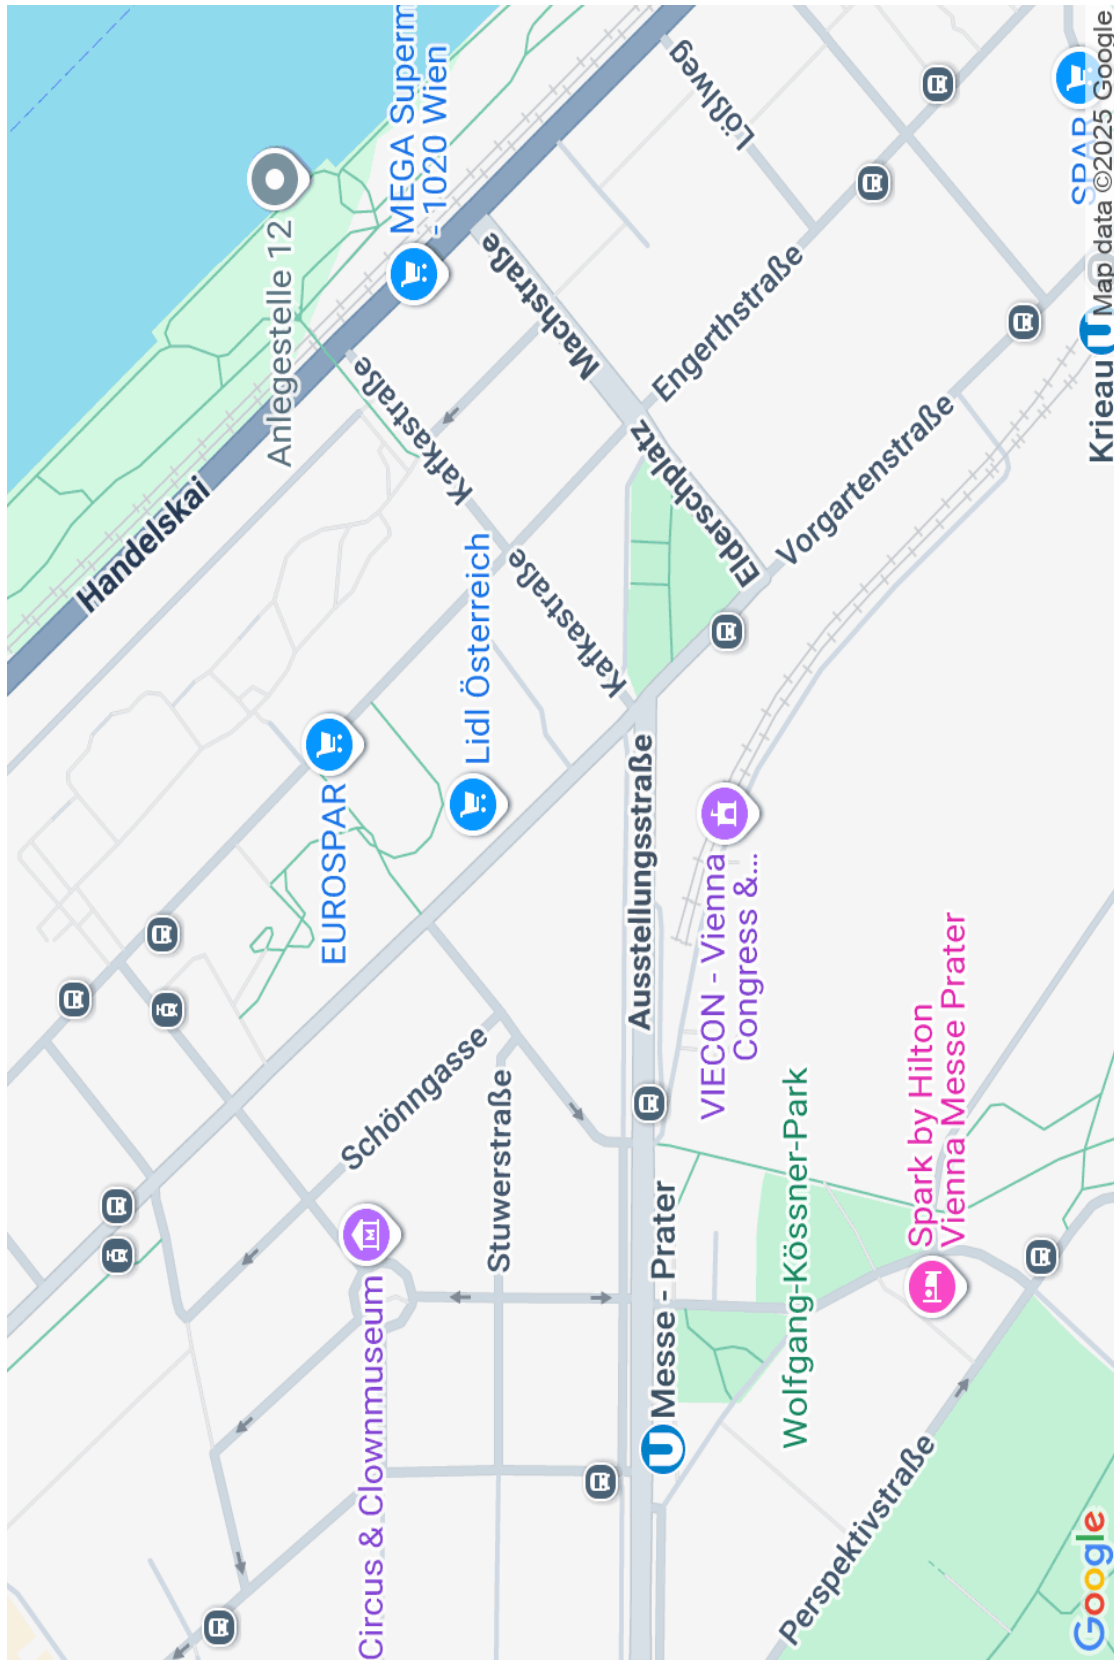 Anlegestelle 12
MEGA Superm
- 1020 Wien
Handelskai
Kafkastraße
Machstraße
Lößlweg
Lidl Österreich
EUROSPAR
Kafkastraße
Kafkastraße
Engerthstraße
Elderschplatz
Vorgartenstraße
Schönngasse
Stuwerstraße
Circus & Clownmuseum
Ausstellungsstraße
VIECON - Vienna
Congress &...
U Messe - Prater
Wolfgang-Kössner-Park
Spark by Hilton
Vienna Messe Prater
Perspektivstraße
Krieau U
SPAR
Google
Map data ©2025 Google